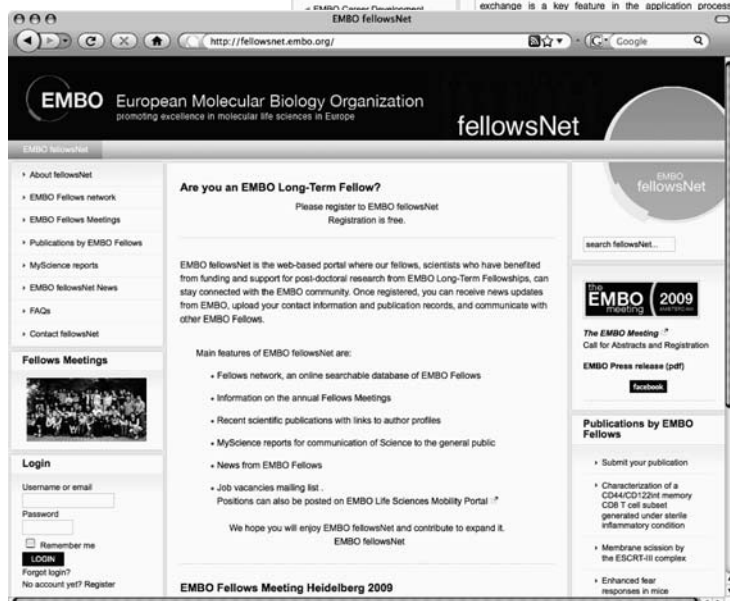 « EMBO Career Development
exchange is a key feature in the application process
EMBO fellowsNet
http://fellowsnet.embo.org/
Google
EMBO
European Molecular Biology Organization
promoting excellence in molecular life sciences in Europe
fellowsNet
EMBO fellowsNet
About fellowsNet
EMBO Fellows network
EMBO Fellows Meetings
Publications by EMBO Fellows
MyScience reports
EMBO fellowsNet News
FAQs
Contact fellowsNet
Fellows Meetings
Login
Username or email
Password
Remember me
LOGIN
Forgot login?
No account yet? Register
Are you an EMBO Long-Term Fellow?
Please register to EMBO fellowsNet
Registration is free.
EMBO fellowsNet is the web-based portal where our fellows, scientists who have benefited
from funding and support for post-doctoral research from EMBO Long-Term Fellowships, can
stay connected with the EMBO community. Once registered, you can receive news updates
from EMBO, upload your contact information and publication records, and communicate with
other EMBO Fellows.
Main features of EMBO fellowsNet are:
• Fellows network, an online searchable database of EMBO Fellows
• Information on the annual Fellows Meetings
• Recent scientific publications with links to author profiles
• MyScience reports for communication of Science to the general public
• News from EMBO Fellows
• Job vacancies mailing list .
Positions can also be posted on EMBO Life Sciences Mobility Portal
We hope you will enjoy EMBO fellowsNet and contribute to expand it.
EMBO fellowsNet
EMBO Fellows Meeting Heidelberg 2009
EMBO
fellowsNet
search fellowsNet...
the
EMBO
meeting
2009
AMSTERDAM
The EMBO Meeting
Call for Abstracts and Registration
EMBO Press release (pdf)
facebook
Publications by EMBO
Fellows
Submit your publication
Characterization of a
CD44/CD122int memory
CD8 T cell subset
generated under sterile
inflammatory condition
Membrane scission by
the ESCRT-III complex
Enhanced fear
responses in mice